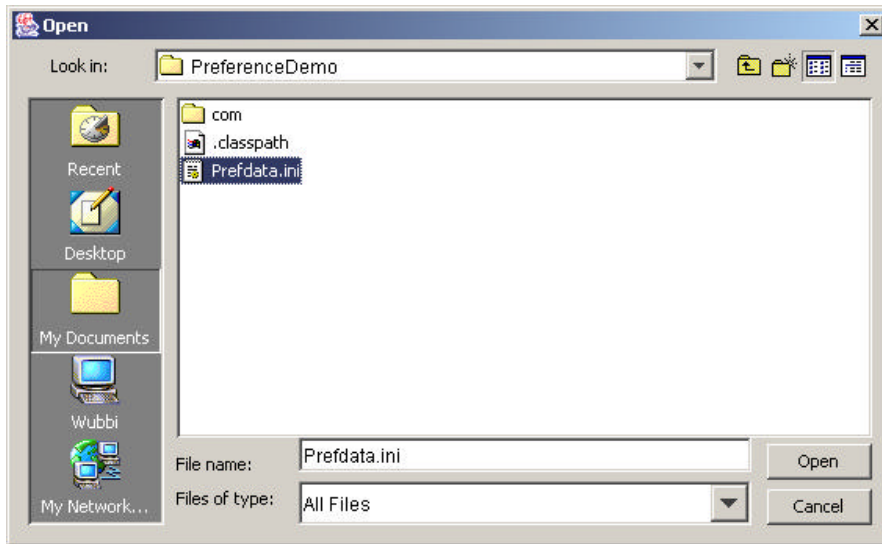 Open
Look in:
PreferenceDemo
Recent
Desktop
My Documents
Wubbi
My Network...
com
.classpath
Prefdata.ini
File name:
Prefdata.ini
Open
Files of type:
All Files
Cancel